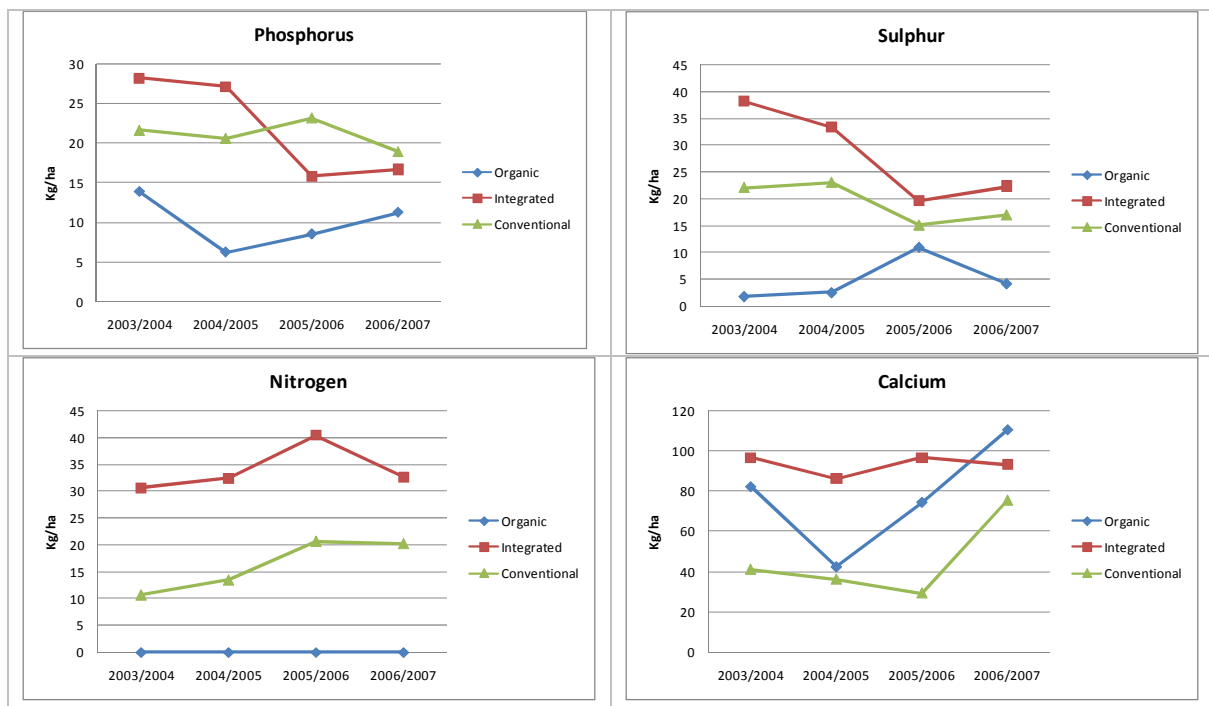 Phosphorus
30
25
20
15
10
5
0
Kg/ha
2003/2004 2004/2005 2005/2006 2006/2007
Organic
Integrated
Conventional
Sulphur
45
40
35
30
25
20
15
10
5
0
Kg/ha
2003/2004 2004/2005 2005/2006 2006/2007
Organic
Integrated
Conventional
Nitrogen
45
40
35
30
25
20
15
10
5
0
Kg/ha
2003/2004 2004/2005 2005/2006 2006/2007
Organic
Integrated
Conventional
Calcium
120
100
80
60
40
20
0
Kg/ha
2003/2004 2004/2005 2005/2006 2006/2007
Organic
Integrated
Conventional